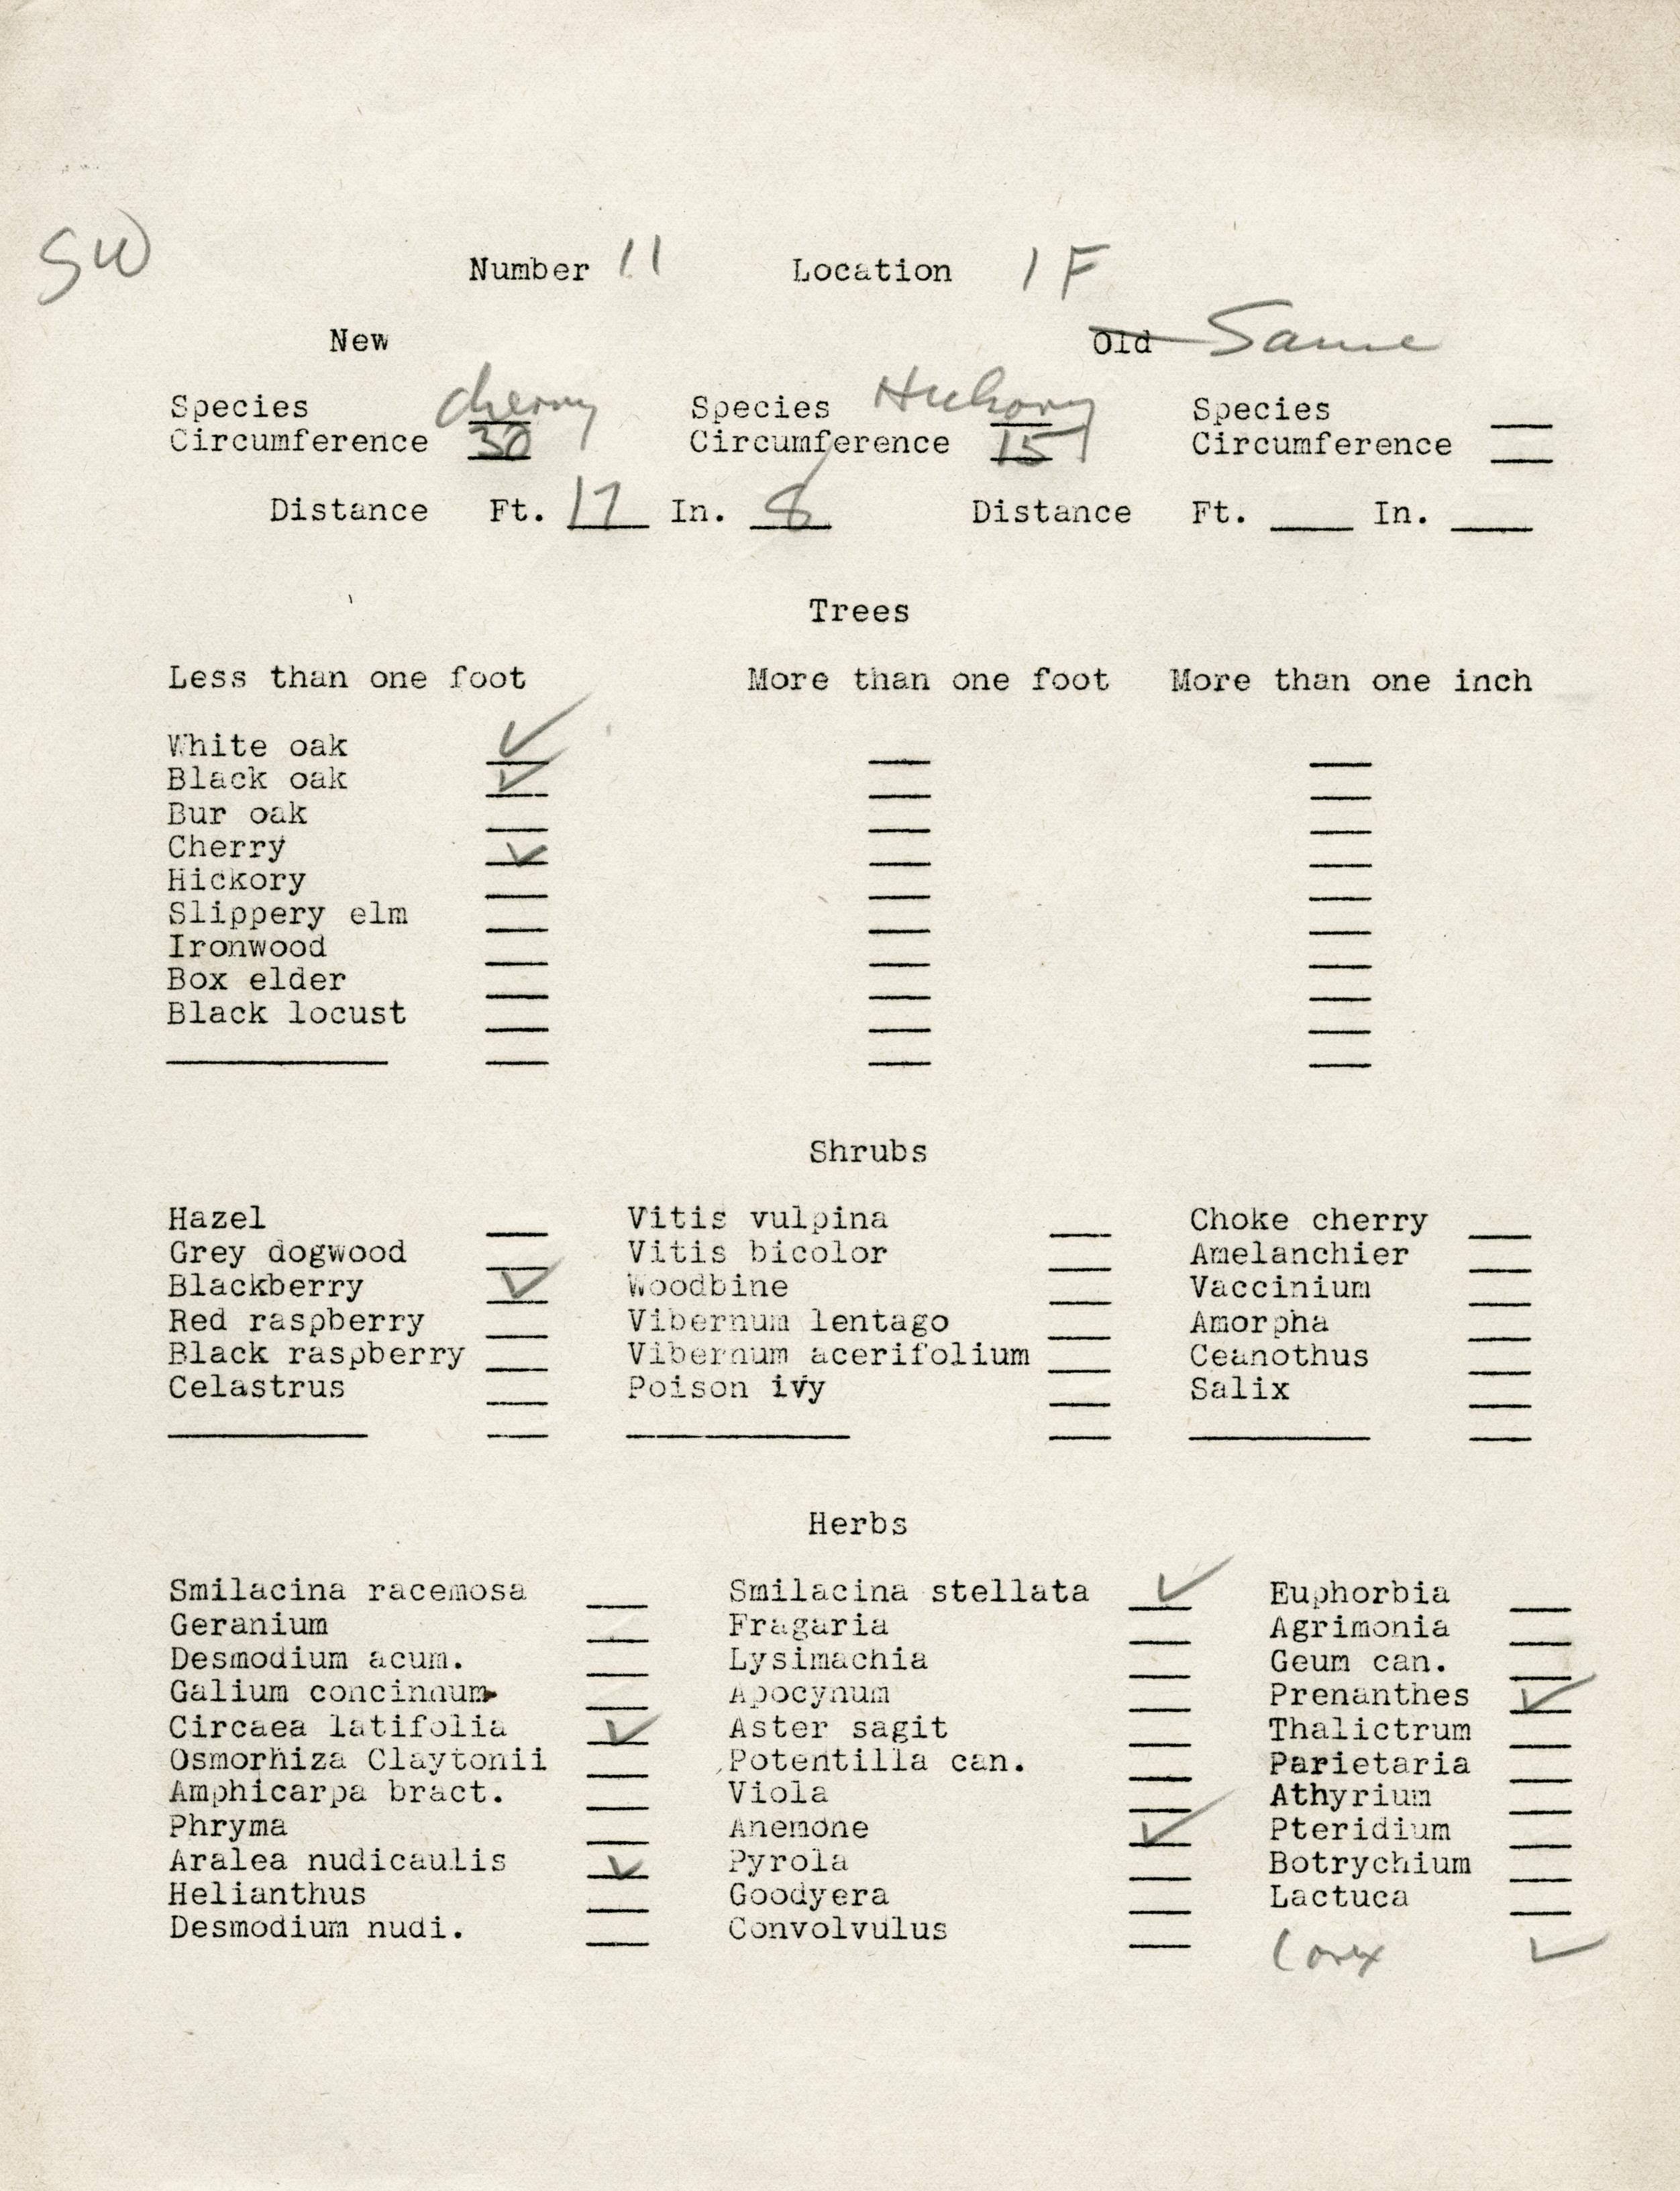 SW
Number 11 Location 1 F
New Old Same
Species Cherry Species Hickory Species
Circumference 30 Circumference 15 Circumference
Distance Ft. 17 In. 8 Distance Ft. In.
Trees
Less than one foot More than one foot More than one inch
White oak ✓
Black oak ✓
Bur oak
Cherry ✓
Hickory
Slippery elm
Ironwood
Box elder
Black locust
Shrubs
Hazel Vitis vulpina Choke cherry
Grey dogwood Vitis bicolor Amelanchier
Blackberry ✓ Woodbine Vaccinium
Red raspberry Vibernum lentago Amorpha
Black raspberry Vibernum acerifolium Ceanothus
Celastrus Poison ivy Salix
Herbs
Smilacina racemosa Smilacina stellata ✓ Euphorbia
Geranium Fragaria Agrimonia
Desmodium acum. Lysimachia Geum can.
Galium concinnum Apocynum Prenanthes ✓
Circaea latifolia ✓ Aster sagit Thalictrum
Osmorhiza Claytonii Potentilla can. Parietaria
Amphicarpa bract. Viola Athyrium
Phryma Anemone ✓ Pteridium
Aralea nudicaulis ✓ Pyrola Botrychium
Helianthus Goodyera Lactuca
Desmodium nudi. Convolvulus
Carex ✓